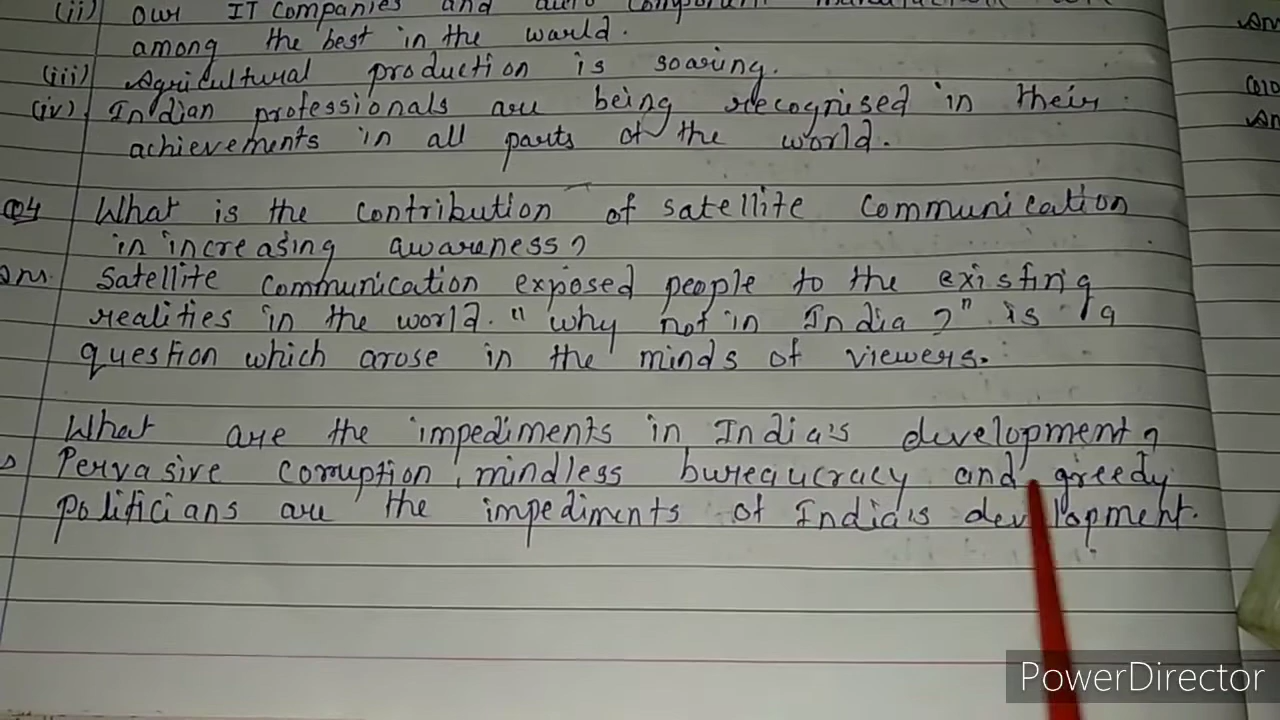 (ii) Our IT Companies and auto component
among the best in the warld.
(iii) Agricultural production is soaring.
(iv) Indian professionals are being recognised in their
achievements in all parts of the world.
Q04 What is the contribution of satellite communication
in increasing awareness?
Ans. Satellite communication exposed people to the existing
realities in the world. "why not in India?" is a
question which arose in the minds of viewers.
What are the impediments in India's development?
Pervasive corruption, mindless bureaucracy and greedy
politicians are the impediments of India's development.
PowerDirector